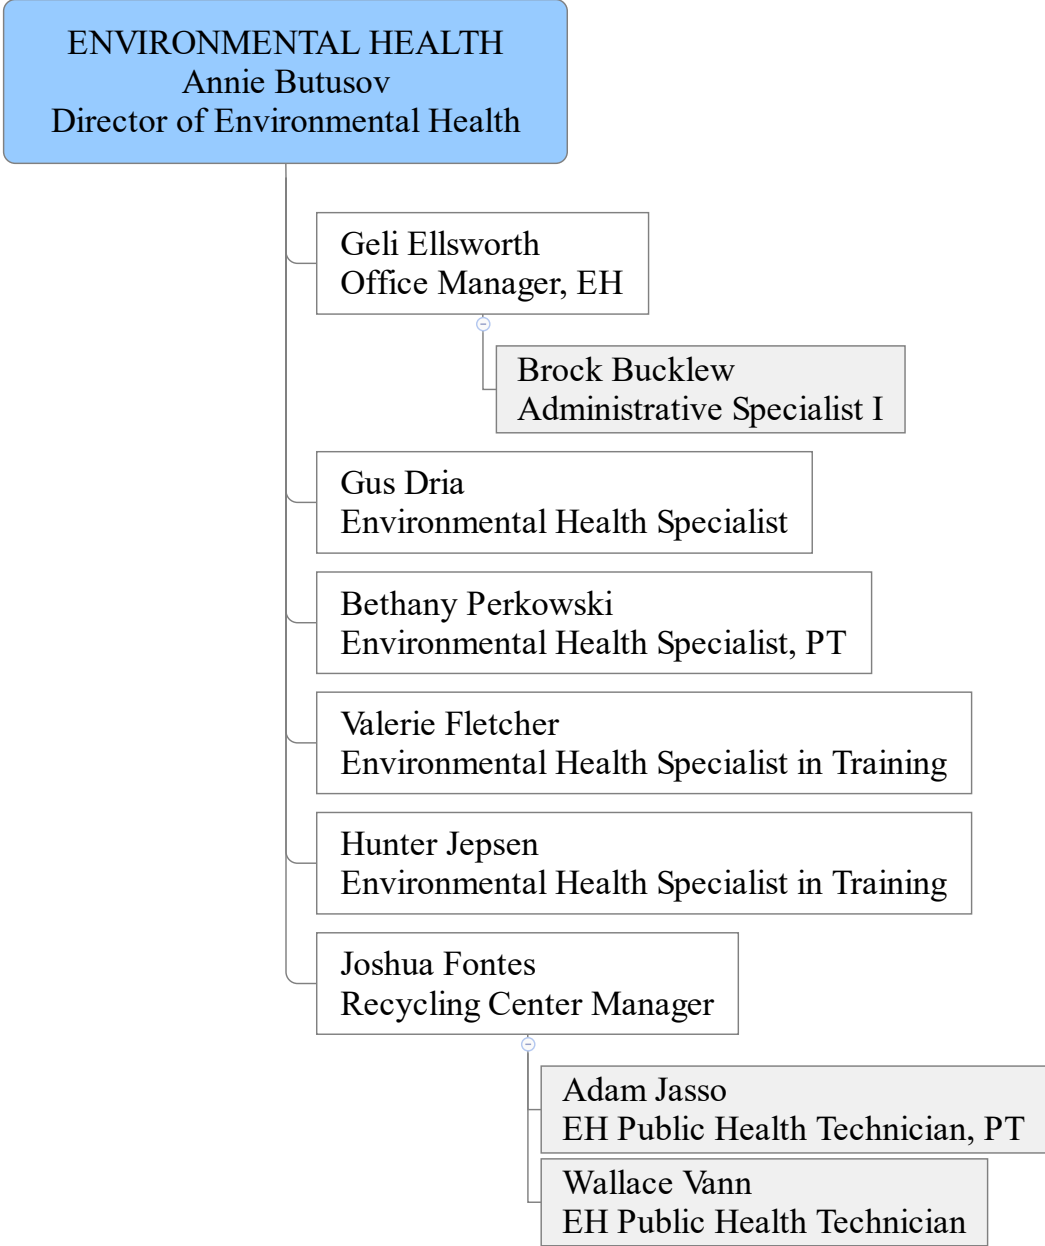 ENVIRONMENTAL HEALTH
Annie Butusov
Director of Environmental Health
Geli Ellsworth
Office Manager, EH
Brock Bucklew
Administrative Specialist I
Gus Dria
Environmental Health Specialist
Bethany Perkowski
Environmental Health Specialist, PT
Valerie Fletcher
Environmental Health Specialist in Training
Hunter Jepsen
Environmental Health Specialist in Training
Joshua Fontes
Recycling Center Manager
Adam Jasso
EH Public Health Technician, PT
Wallace Vann
EH Public Health Technician